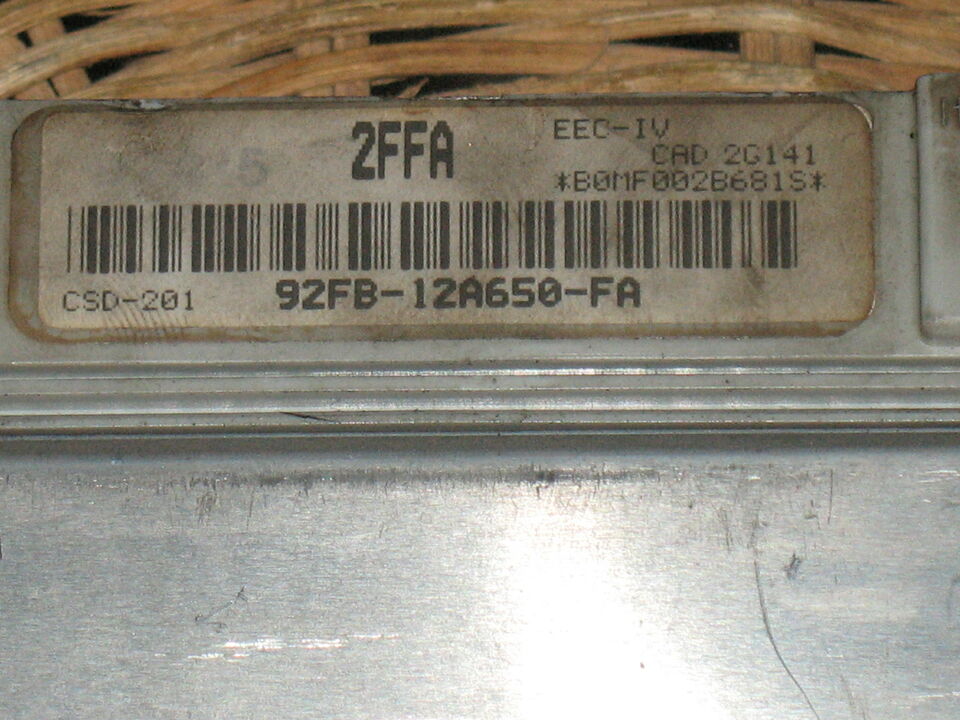 2FFA
EEC-IV
CAD 2G141
*B0MF002B681S*
CSD-201
92FB-12A650-FA